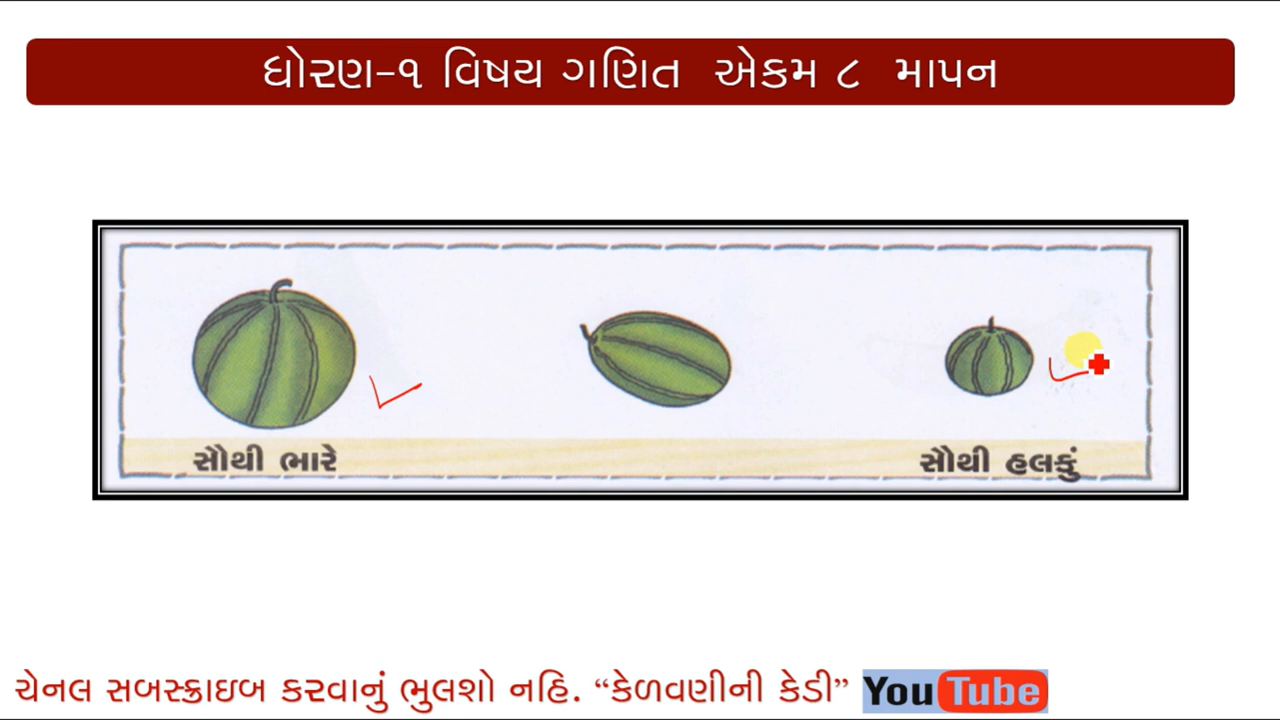 ધોરણ-૧ વિષય ગણિત એકમ ૮ માપન
સૌથી ભારે સૌથી હલકું
ચેનલ સબસ્ક્રાઇબ કરવાનું ભુલશો નહિ. “કેળવણીની કેડી” YouTube